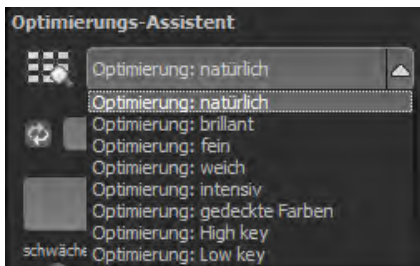 Optimierungs-Assistent
Optimierung: natürlich
Optimierung: natürlich
Optimierung: brillant
Optimierung: fein
Optimierung: weich
Optimierung: intensiv
Optimierung: gedeckte Farben
Optimierung: High key
schwäche
Optimierung: Low key